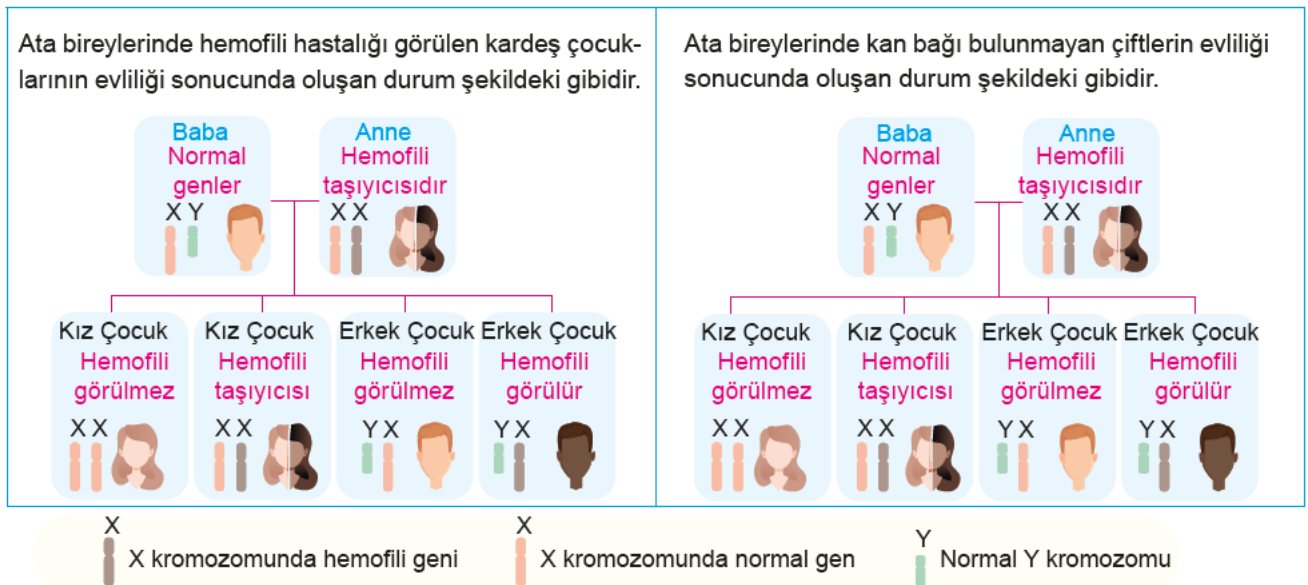 Ata bireylerinde hemofili hastalığı görülen kardeş çocuk-
larının evliliği sonucunda oluşan durum şekildeki gibidir.
Baba
Normal
genler
X Y
Anne
Hemofili
taşıyıcısıdır
X X
Kız Çocuk
Hemofili
görülmez
X X
Kız Çocuk
Hemofili
taşıyıcısı
X X
Erkek Çocuk
Hemofili
görülmez
Y X
Erkek Çocuk
Hemofili
görülür
Y X
Ata bireylerinde kan bağı bulunmayan çiftlerin evliliği
sonucunda oluşan durum şekildeki gibidir.
Baba
Normal
genler
X Y
Anne
Hemofili
taşıyıcısıdır
X X
Kız Çocuk
Hemofili
görülmez
X X
Kız Çocuk
Hemofili
taşıyıcısı
X X
Erkek Çocuk
Hemofili
görülmez
Y X
Erkek Çocuk
Hemofili
görülür
Y X
X
X kromozomunda hemofili geni
X
X kromozomunda normal gen
Y
Normal Y kromozomu